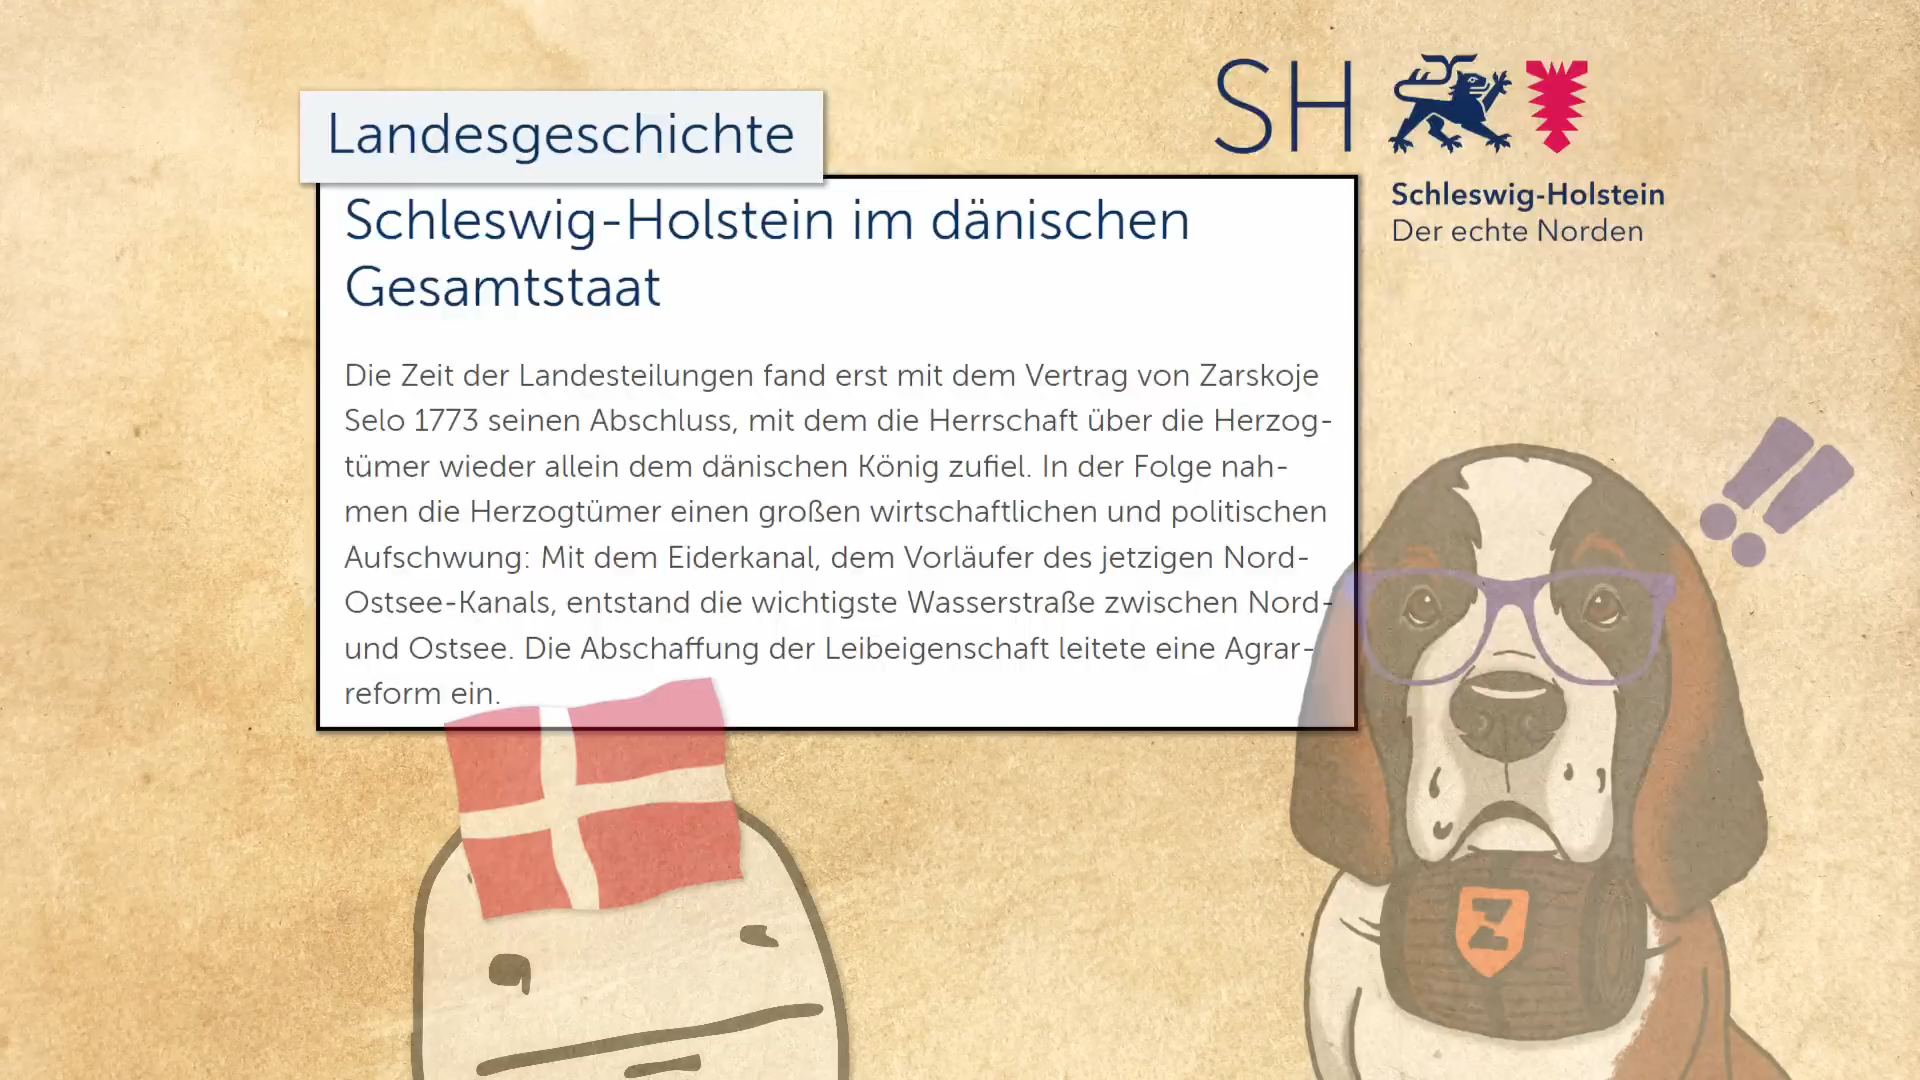 SH
Landesgeschichte
Schleswig-Holstein
Der echte Norden
Schleswig-Holstein im dänischen
Gesamtstaat
Die Zeit der Landesteilungen fand erst mit dem Vertrag von Zarskoje
Selo 1773 seinen Abschluss, mit dem die Herrschaft über die Herzog-
tümer wieder allein dem dänischen König zufiel. In der Folge nah-
men die Herzogtümer einen großen wirtschaftlichen und politischen
Aufschwung: Mit dem Eiderkanal, dem Vorläufer des jetzigen Nord-
Ostsee-Kanals, entstand die wichtigste Wasserstraße zwischen Nord-
und Ostsee. Die Abschaffung der Leibeigenschaft leitete eine Agrar-
reform ein.
!!
Z